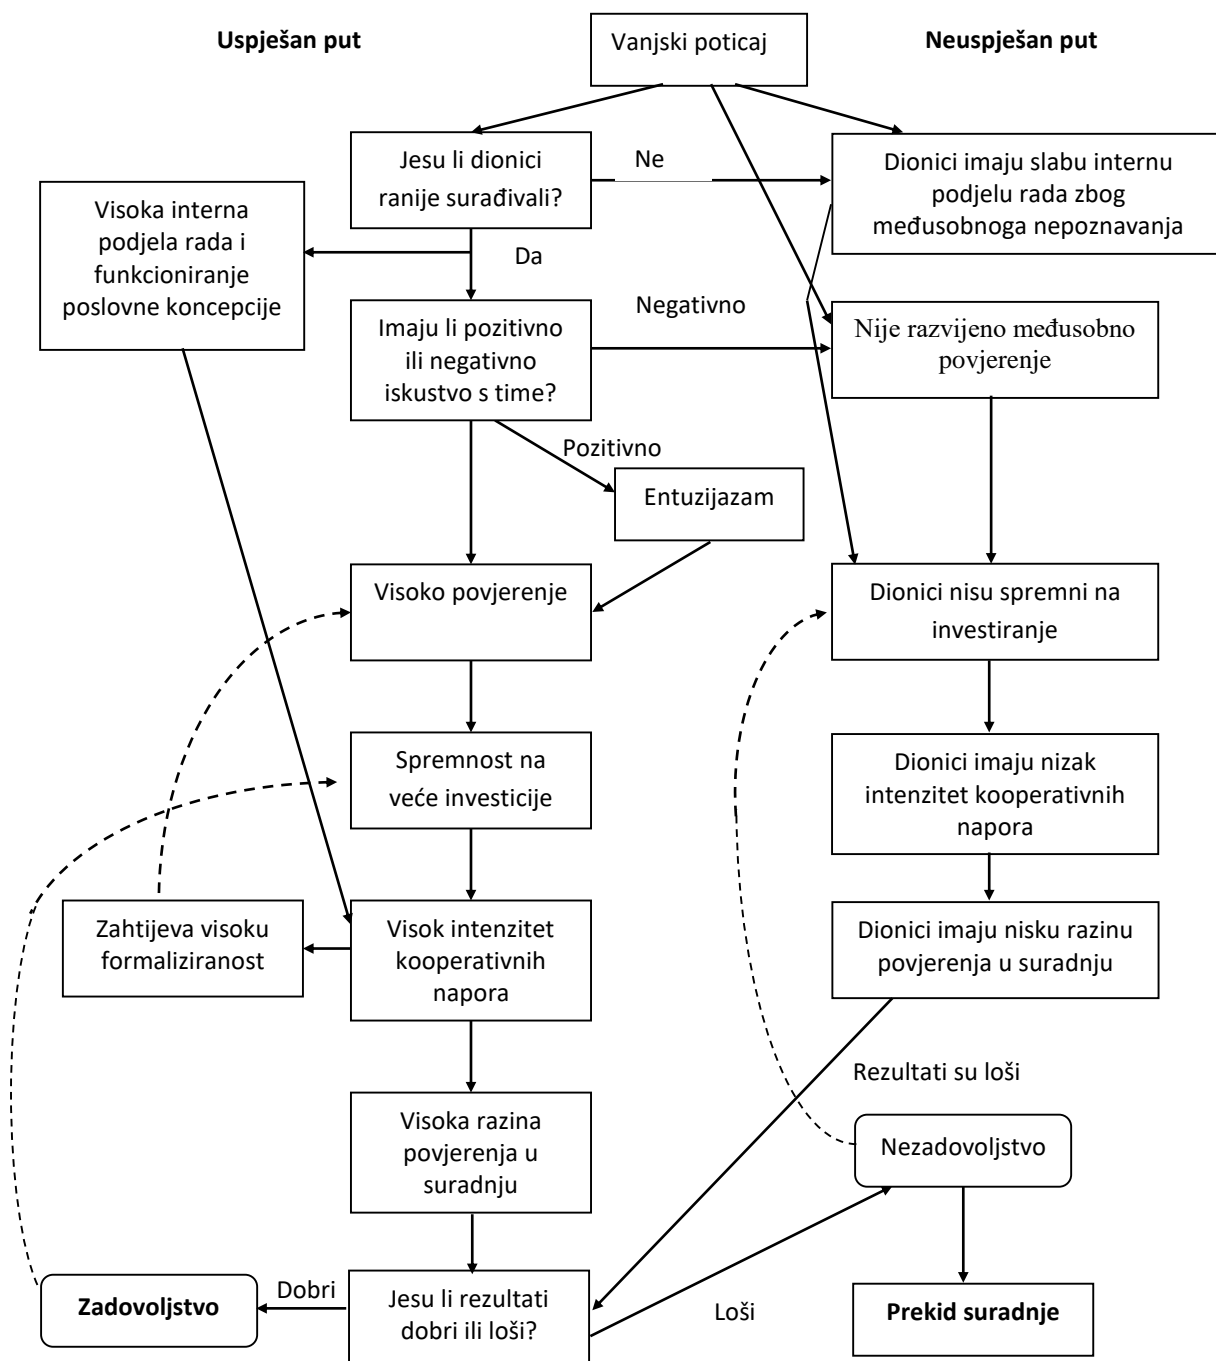 Uspješan put
Vanjski poticaj
Neuspješan put
Jesu li dionici
ranije surađivali?
Ne
Dionici imaju slabu internu
podjelu rada zbog
međusobnoga nepoznavanja
Visoka interna
podjela rada i
funkcioniranje
poslovne koncepcije
Da
Imaju li pozitivno
ili negativno
iskustvo s time?
Negativno
Nije razvijeno međusobno
povjerenje
Pozitivno
Entuzijazam
Visoko povjerenje
Dionici nisu spremni na
investiranje
Spremnost na
veće investicije
Dionici imaju nizak
intenzitet kooperativnih
napora
Zahtijeva visoku
formaliziranost
Visok intenzitet
kooperativnih
napora
Dionici imaju nisku razinu
povjerenja u suradnju
Rezultati su loši
Visoka razina
povjerenja u
suradnju
Nezadovoljstvo
Zadovoljstvo
Dobri
Jesu li rezultati
dobri ili loši?
Loši
Prekid suradnje